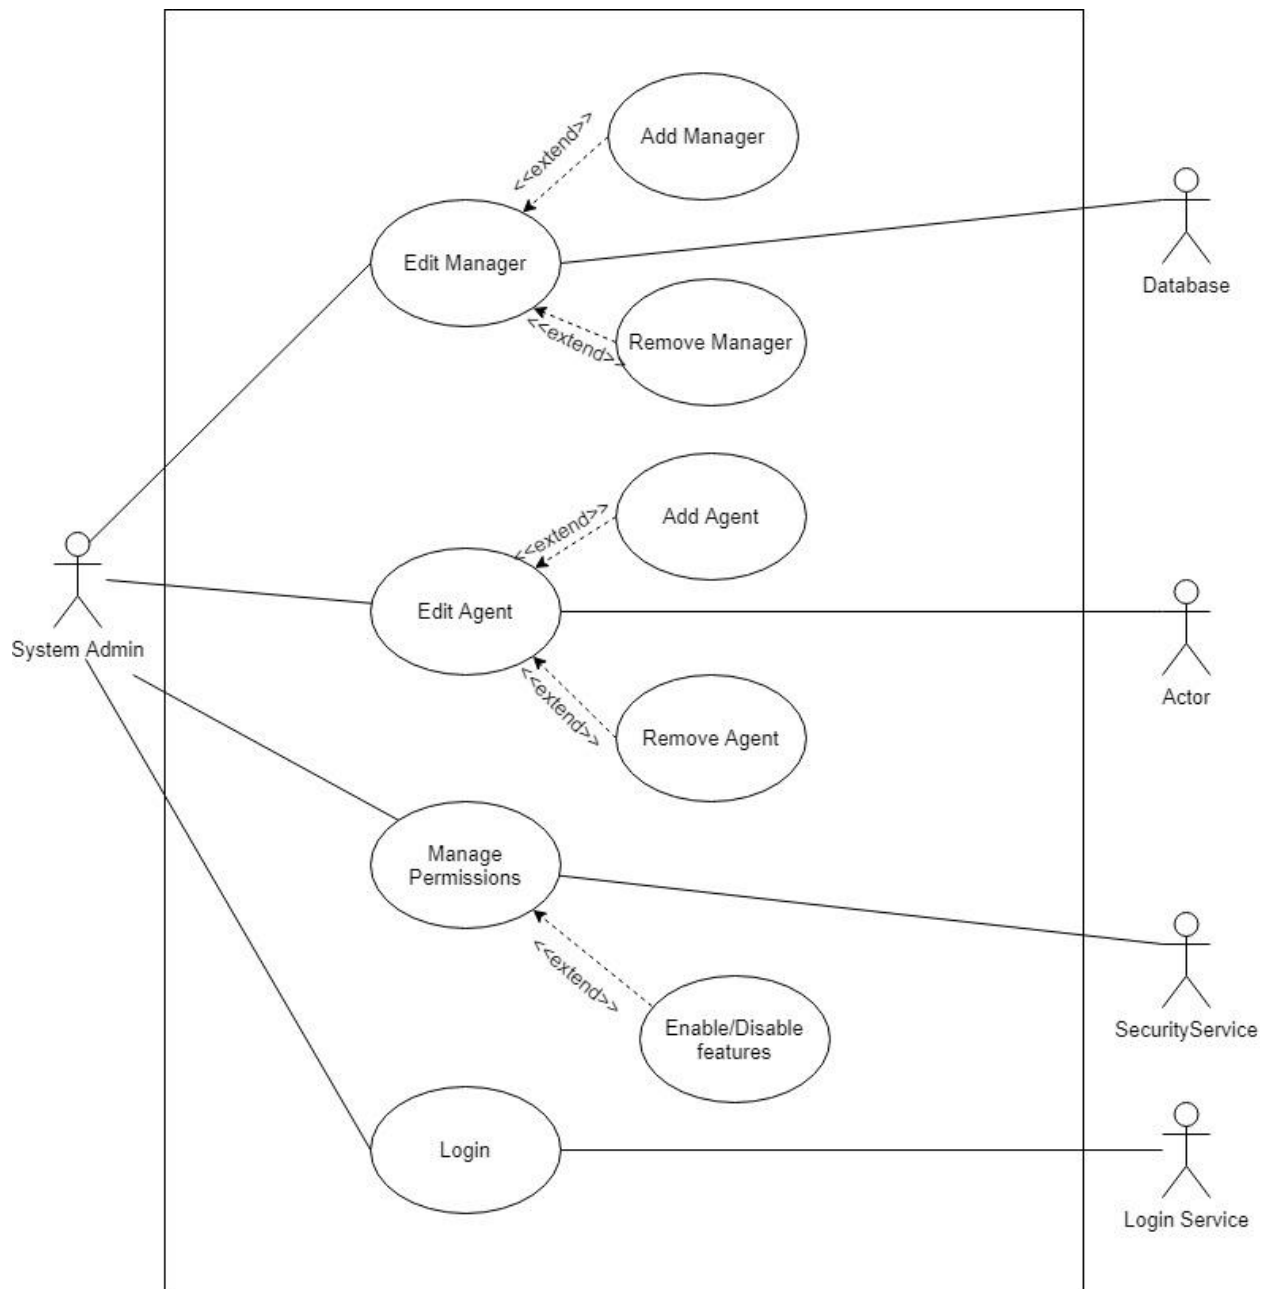 <<extend>>
Add Manager
Edit Manager
Database
<<extend>>
Remove Manager
<<extend>>
Add Agent
System Admin
Edit Agent
Actor
<<extend>>
Remove Agent
Manage
Permissions
<<extend>>
SecurityService
Enable/Disable
features
Login
Login Service